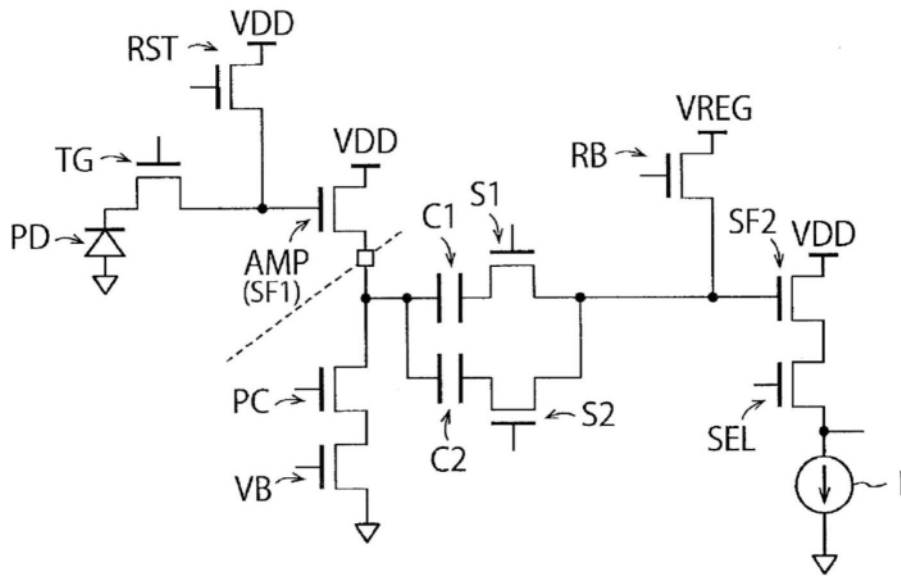 VDD
RST
TG
VDD
PD
AMP
(SF1)
C1
S1
VREG
RB
SF2
VDD
PC
VB
C2
S2
SEL